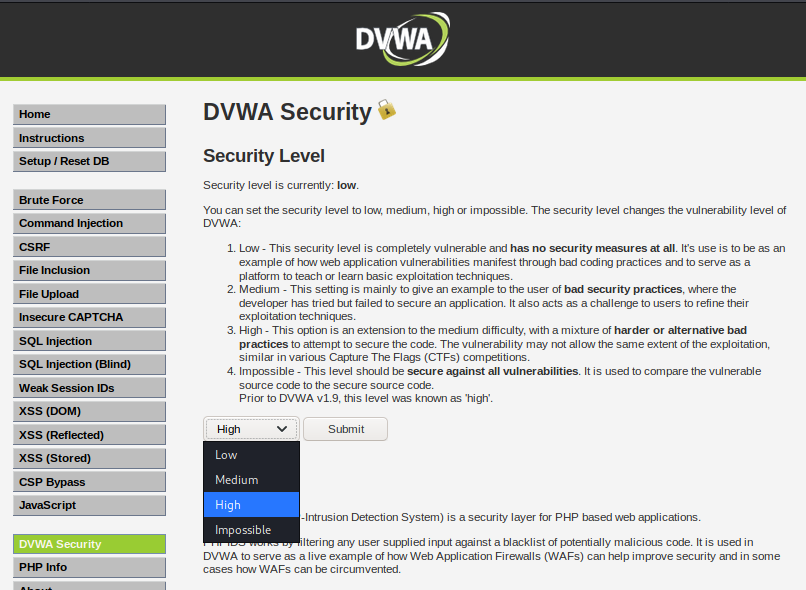 DVWA
Home
Instructions
Setup / Reset DB
Brute Force
Command Injection
CSRF
File Inclusion
File Upload
Insecure CAPTCHA
SQL Injection
SQL Injection (Blind)
Weak Session IDs
XSS (DOM)
XSS (Reflected)
XSS (Stored)
CSP Bypass
JavaScript
DVWA Security
PHP Info
About
DVWA Security
Security Level
Security level is currently: low.
You can set the security level to low, medium, high or impossible. The security level changes the vulnerability level of
DVWA:
1. Low - This security level is completely vulnerable and has no security measures at all. It's use is to be as an
example of how web application vulnerabilities manifest through bad coding practices and to serve as a
platform to teach or learn basic exploitation techniques.
2. Medium - This setting is mainly to give an example to the user of bad security practices, where the
developer has tried but failed to secure an application. It also acts as a challenge to users to refine their
exploitation techniques.
3. High - This option is an extension to the medium difficulty, with a mixture of harder or alternative bad
practices to attempt to secure the code. The vulnerability may not allow the same extent of the exploitation,
similar in various Capture The Flags (CTFs) competitions.
4. Impossible - This level should be secure against all vulnerabilities. It is used to compare the vulnerable
source code to the secure source code.
Prior to DVWA v1.9, this level was known as 'high'.
High Submit
Low
Medium
High
Impossible
-Intrusion Detection System) is a security layer for PHP based web applications.
PHPIDS works by filtering any user supplied input against a blacklist of potentially malicious code. It is used in
DVWA to serve as a live example of how Web Application Firewalls (WAFs) can help improve security and in some
cases how WAFs can be circumvented.